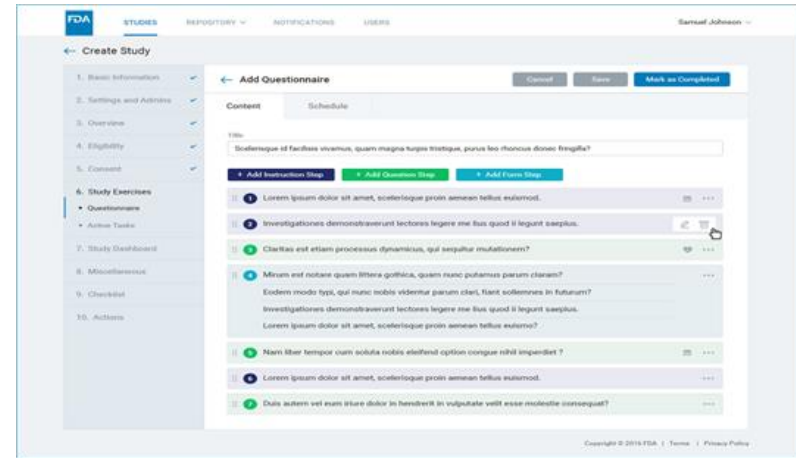 FDA STUDIES REPOSITORY NOTIFICATIONS USERS Samuel Johnson
← Create Study
1. Basic Information
2. Settings and Admins
3. Overview
4. Eligibility
5. Consent
6. Study Exercises
• Questionnaire
• Active Tasks
7. Study Dashboard
8. Miscellaneous
9. Checklist
10. Actions
← Add Questionnaire Cancel Save Mark as Completed
Content Schedule
Title
Scelerisque id facilisis vivamus, quam magna turpis tristique, purus leo rhoncus donec fringilla?
+ Add Instruction Step + Add Question Step + Add Form Step
1 Lorem ipsum dolor sit amet, scelerisque proin aenean tellus euismod.
2 Investigationes demonstraverunt lectores legere me lius quod ii legunt saepius.
3 Claritas est etiam processus dynamicus, qui sequitur mutationem?
4 Mirum est notare quam littera gothica, quam nunc putamus parum claram?
Eodem modo typi, qui nunc nobis videntur parum clari, fiant sollemnes in futurum?
Investigationes demonstraverunt lectores legere me lius quod ii legunt saepius.
Lorem ipsum dolor sit amet, scelerisque proin aenean tellus euismo?
5 Nam liber tempor cum soluta nobis eleifend option congue nihil imperdiet ?
6 Lorem ipsum dolor sit amet, scelerisque proin aenean tellus euismod.
7 Duis autem vel eum iriure dolor in hendrerit in vulputate velit esse molestie consequat?
Copyright © 2016 FDA | Terms | Privacy Policy